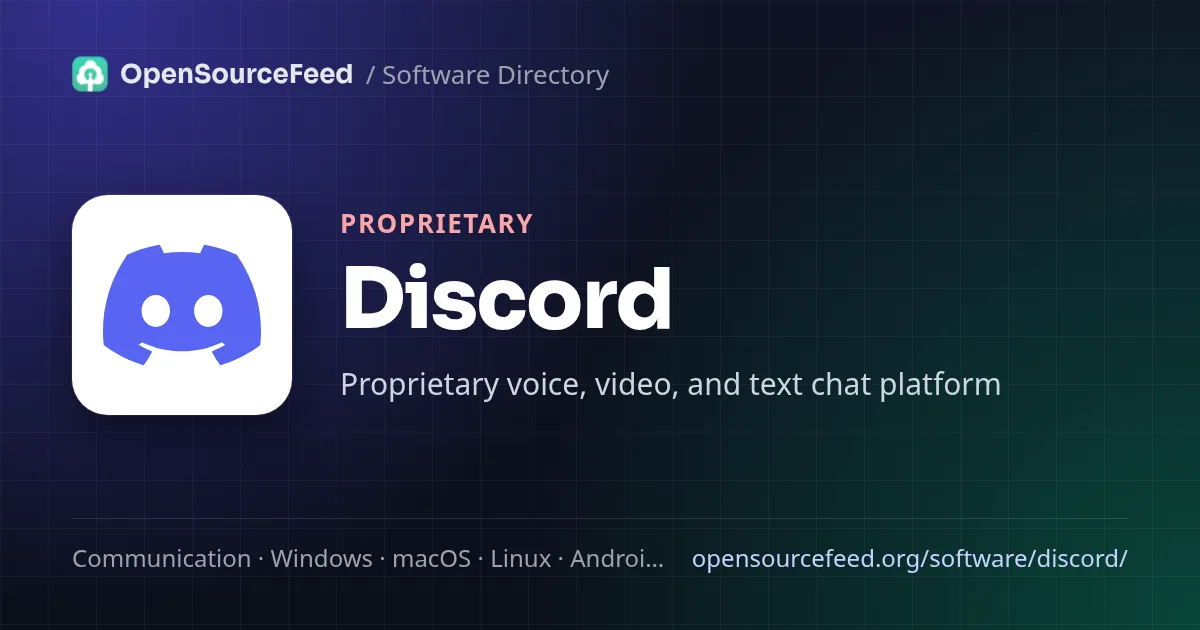 OpenSourceFeed / Software Directory
PROPRIETARY
Discord
Proprietary voice, video, and text chat platform
Communication · Windows · macOS · Linux · Androi... opensourcefeed.org/software/discord/